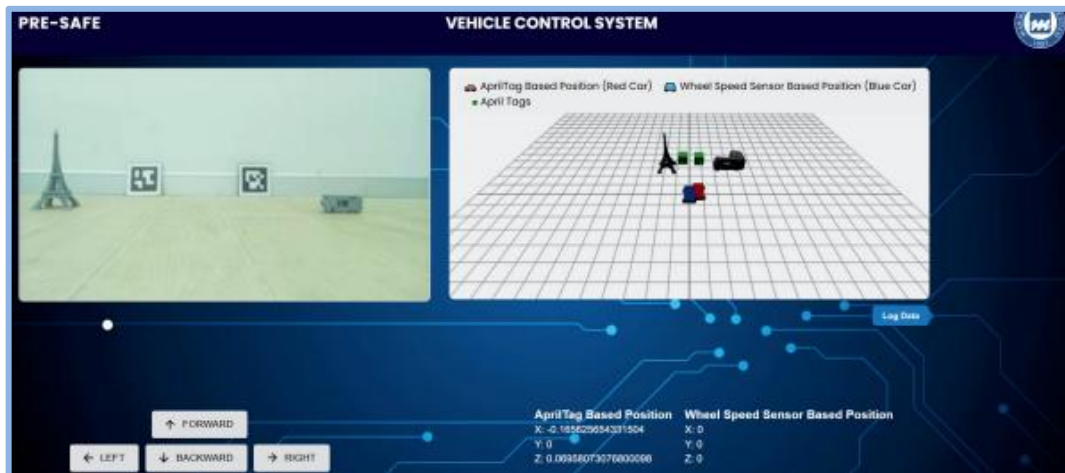 PRE-SAFE
VEHICLE CONTROL SYSTEM
AprilTag Based Position (Red Car) Wheel Speed Sensor Based Position (Blue Car)
April Tags
Log Data
↑ FORWARD
← LEFT ↓ BACKWARD → RIGHT
AprilTag Based Position
X: -0.165625654331504
Y: 0
Z: 0.06958073076800098
Wheel Speed Sensor Based Position
X: 0
Y: 0
Z: 0